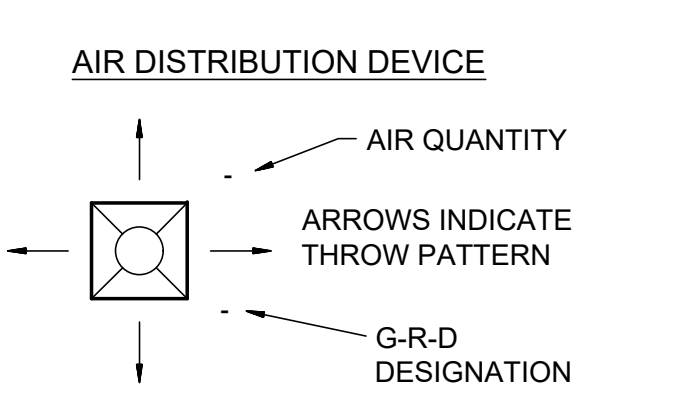 AIR DISTRIBUTION DEVICE
-
AIR QUANTITY
ARROWS INDICATE
THROW PATTERN
-
G-R-D
DESIGNATION